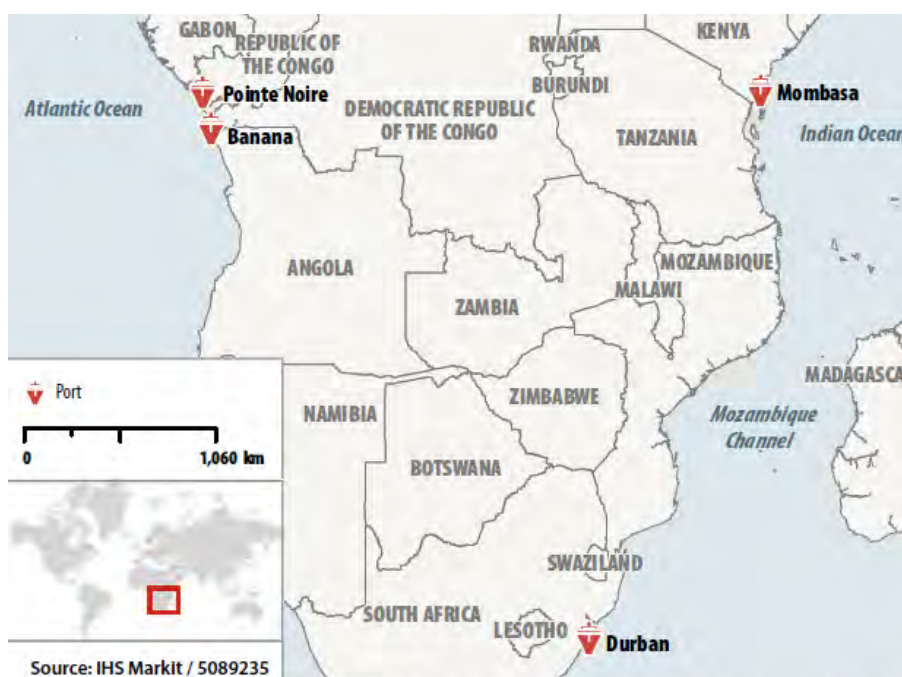 GABON
REPUBLIC OF
THE CONGO
KENYA
RWANDA
BURUNDI
Pointe Noire
Mombasa
Atlantic Ocean
DEMOCRATIC REPUBLIC
OF THE CONGO
Banana
TANZANIA
Indian Ocean
ANGOLA
MOZAMBIQUE
ZAMBIA
MALAWI
Port
MADAGASCA
NAMIBIA
ZIMBABWE
Mozambique
Channel
0
1,060 km
BOTSWANA
SWAZILAND
SOUTH AFRICA
LESOTHO
Durban
Source: IHS Markit / 5089235